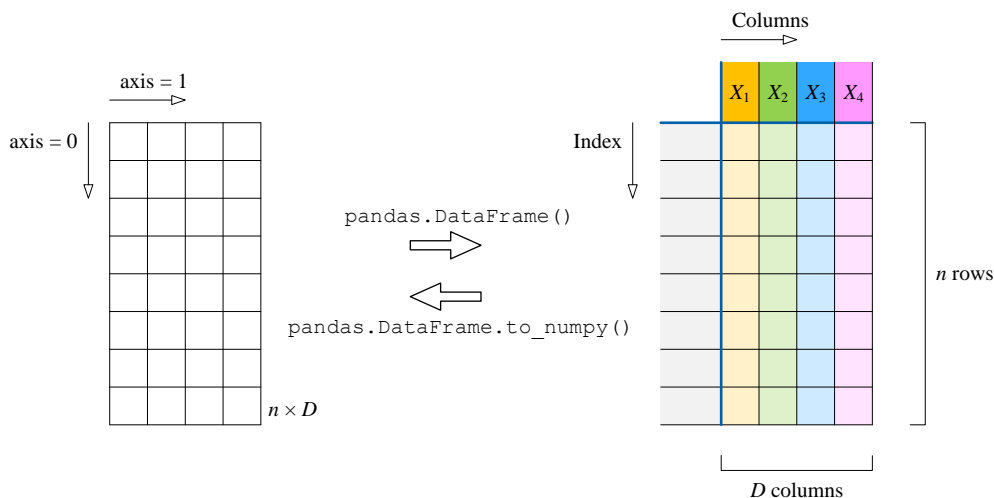 axis = 1
axis = 0
n × D
pandas.DataFrame()
pandas.DataFrame.to_numpy()
Columns
X₁ X₂ X₃ X₄
Index
n rows
D columns